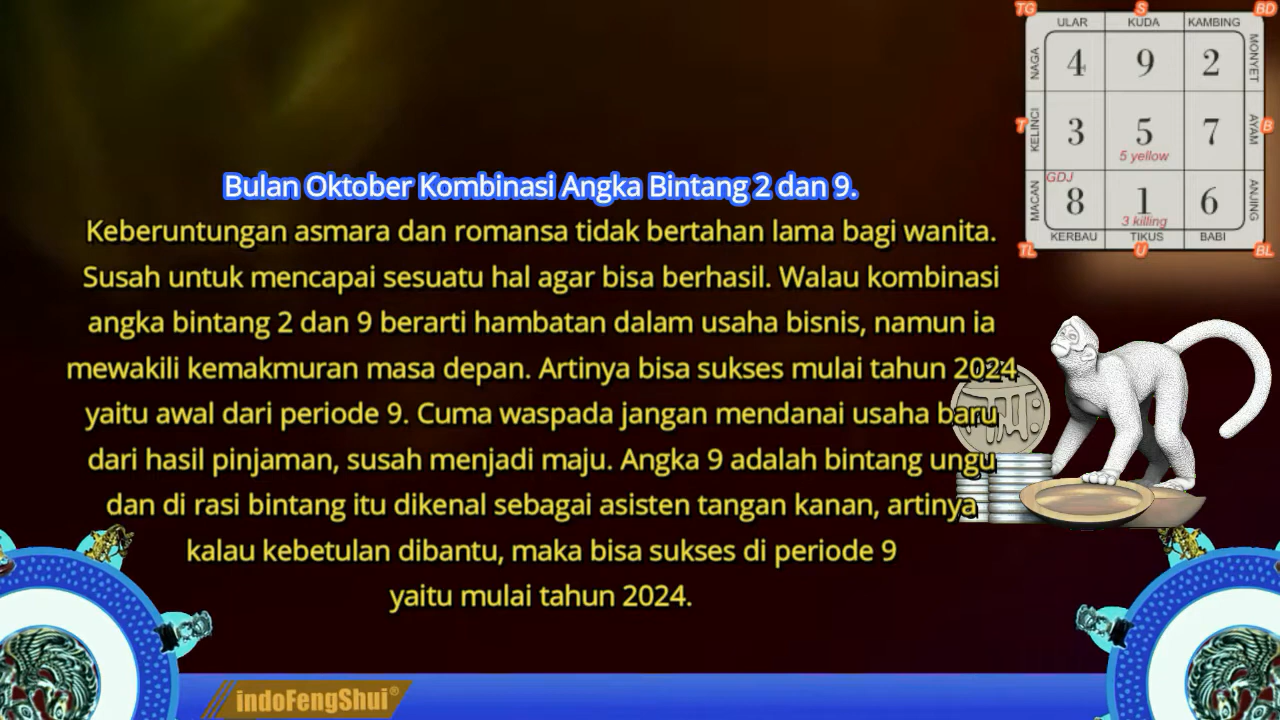 TG S BD
ULAR KUDA KAMBING
NAGA 4 9 2 MONYET
T KELINCI 3 5 7 AYAM B
5 yellow
GDJ
MACAN 8 1 6 ANJING
3 killing
KERBAU TIKUS BABI
TL U BL
Bulan Oktober Kombinasi Angka Bintang 2 dan 9.
Keberuntungan asmara dan romansa tidak bertahan lama bagi wanita.
Susah untuk mencapai sesuatu hal agar bisa berhasil. Walau kombinasi
angka bintang 2 dan 9 berarti hambatan dalam usaha bisnis, namun ia
mewakili kemakmuran masa depan. Artinya bisa sukses mulai tahun 2024
yaitu awal dari periode 9. Cuma waspada jangan mendanai usaha baru
dari hasil pinjaman, susah menjadi maju. Angka 9 adalah bintang ungu
dan di rasi bintang itu dikenal sebagai asisten tangan kanan, artinya
kalau kebetulan dibantu, maka bisa sukses di periode 9
yaitu mulai tahun 2024.
indoFengShui®